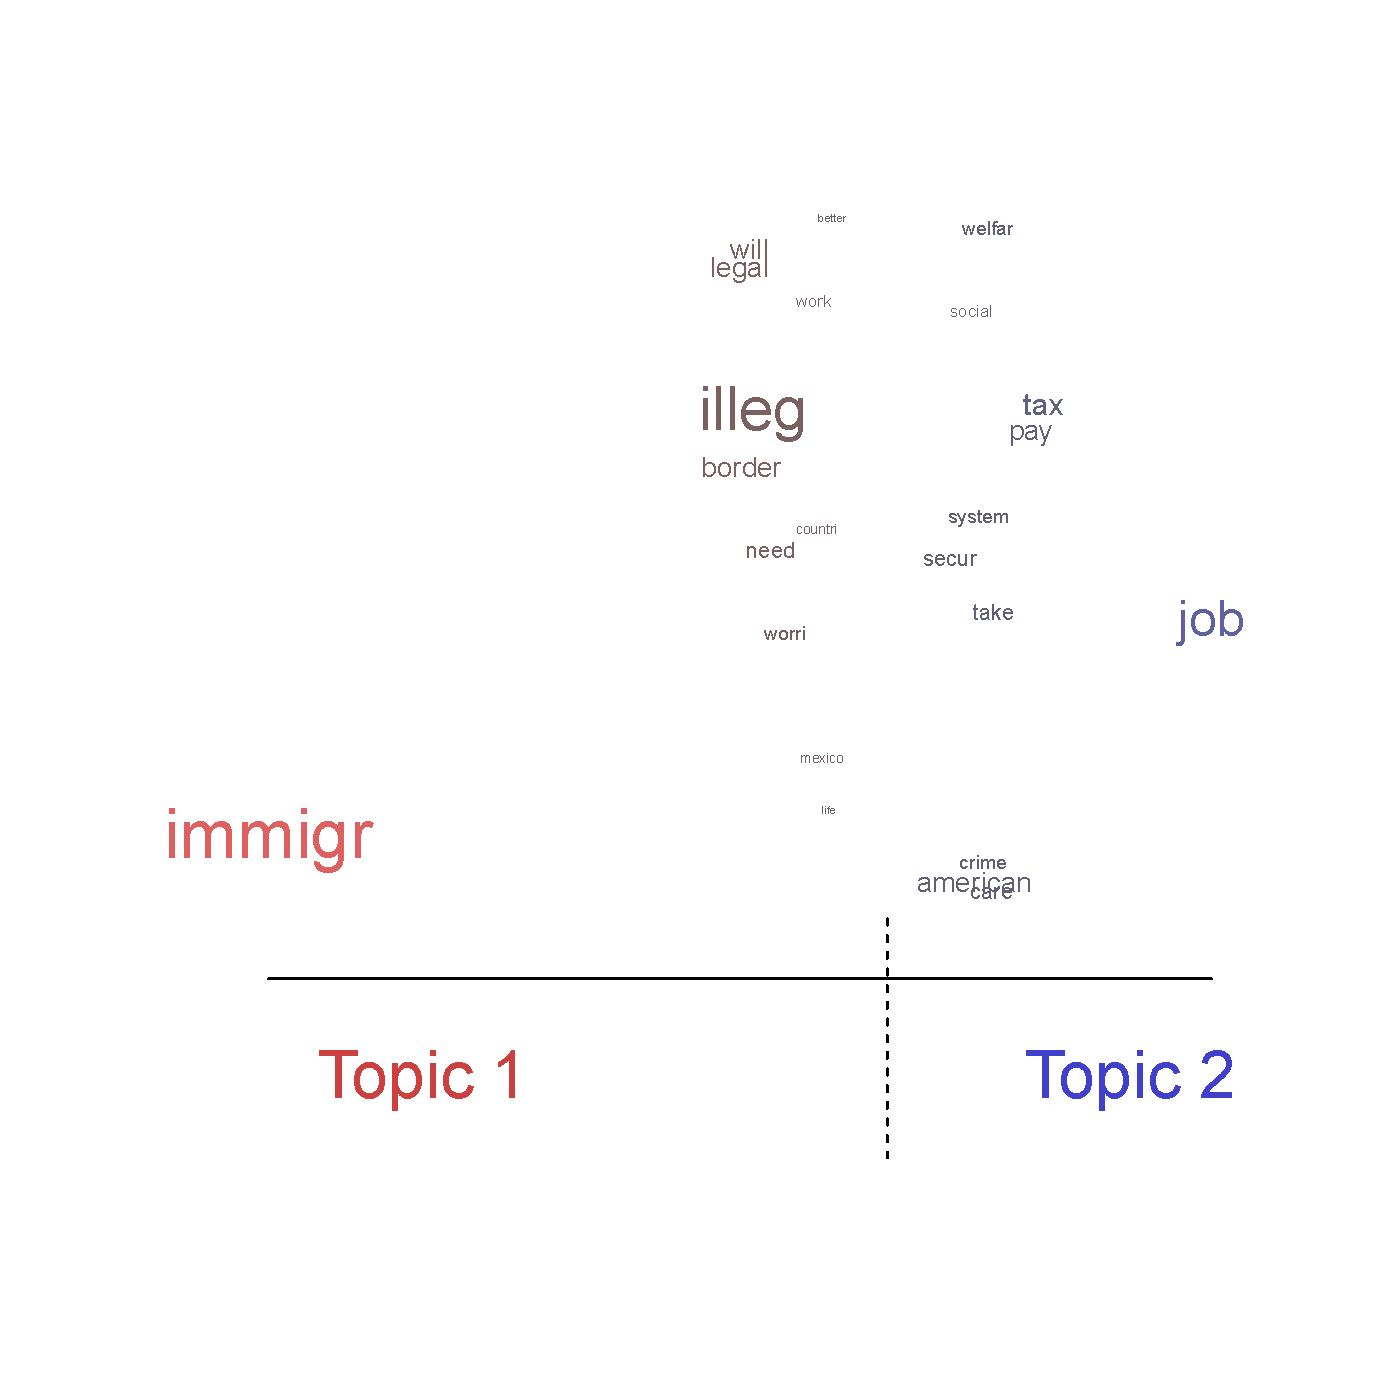 better
welfar
will
legal
work
social
illeg
tax
pay
border
system
countri
need
secur
take
job
worri
mexico
life
immigr
crime
american
care
Topic 1
Topic 2